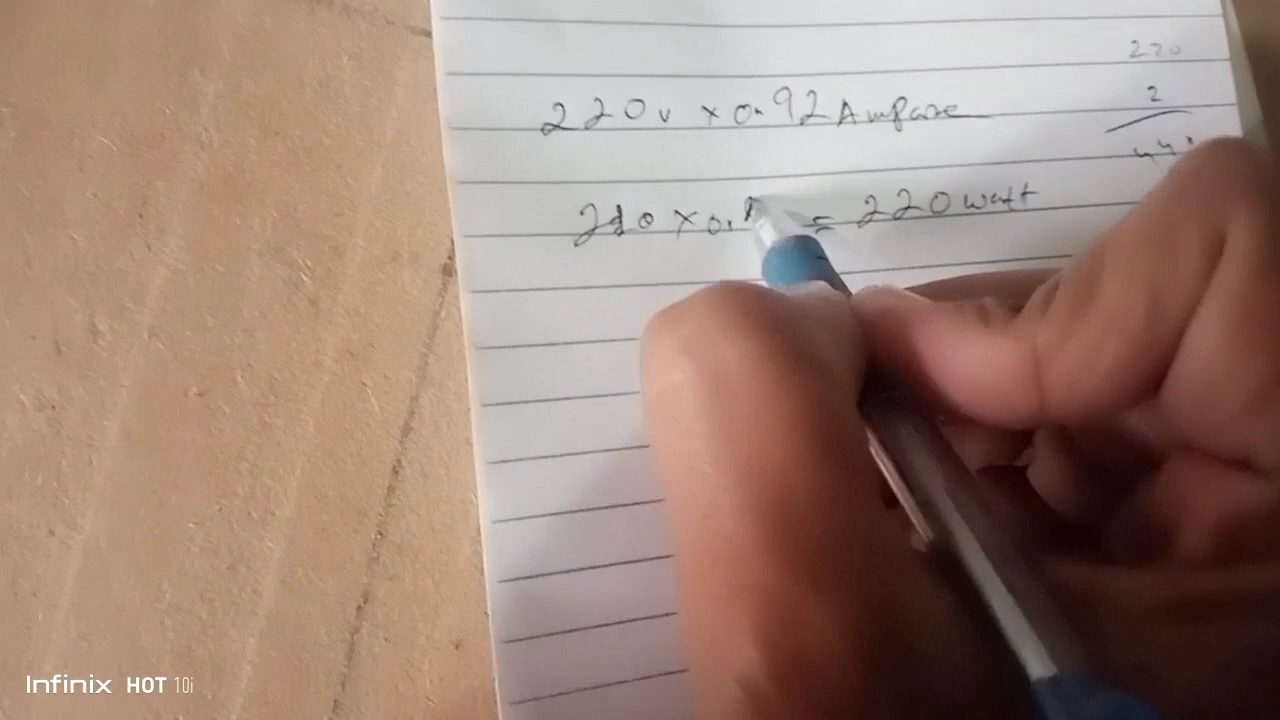 220
220v x 0.92 Ampare
2
220 x 0. = 220 watt
Infinix HOT 10i